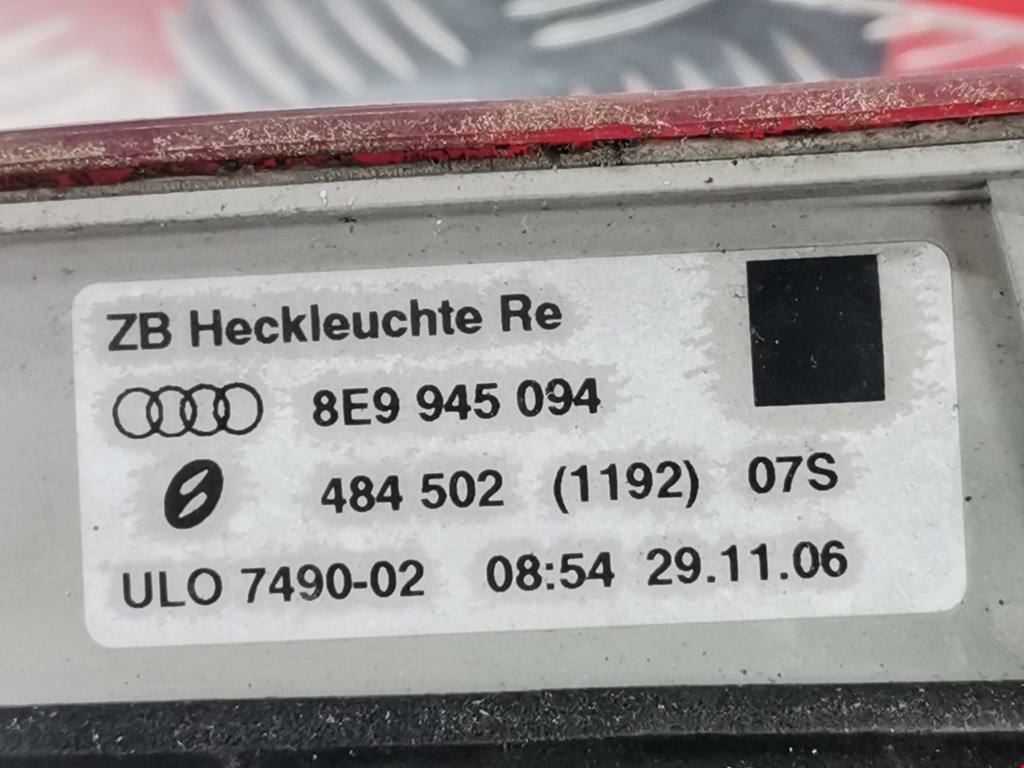 ZB Heckleuchte Re
8E9 945 094
484 502 (1192) 07S
ULO 7490-02 08:54 29.11.06